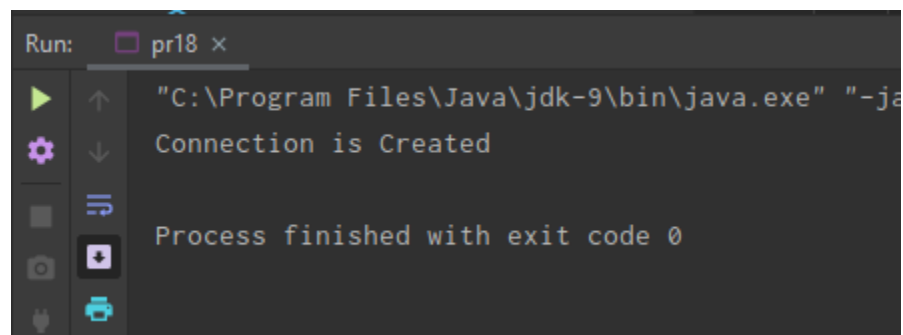 Run: pr18 ×
"C:\Program Files\Java\jdk-9\bin\java.exe" "-ja
Connection is Created
Process finished with exit code 0